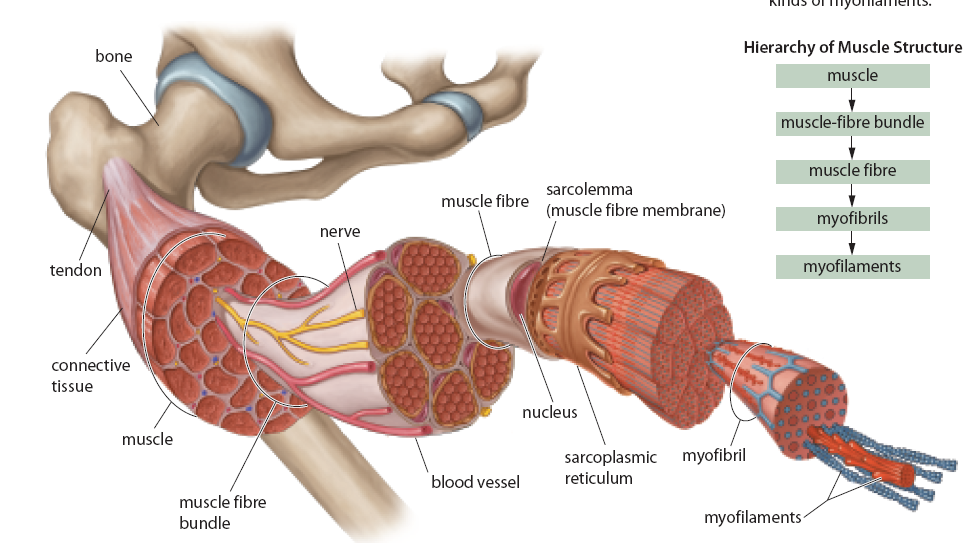 kinds of myofilaments.
Hierarchy of Muscle Structure
muscle
muscle-fibre bundle
muscle fibre
myofibrils
myofilaments
bone
tendon
connective
tissue
muscle
muscle fibre
bundle
nerve
blood vessel
muscle fibre
sarcolemma
(muscle fibre membrane)
nucleus
sarcoplasmic
reticulum
myofibril
myofilaments